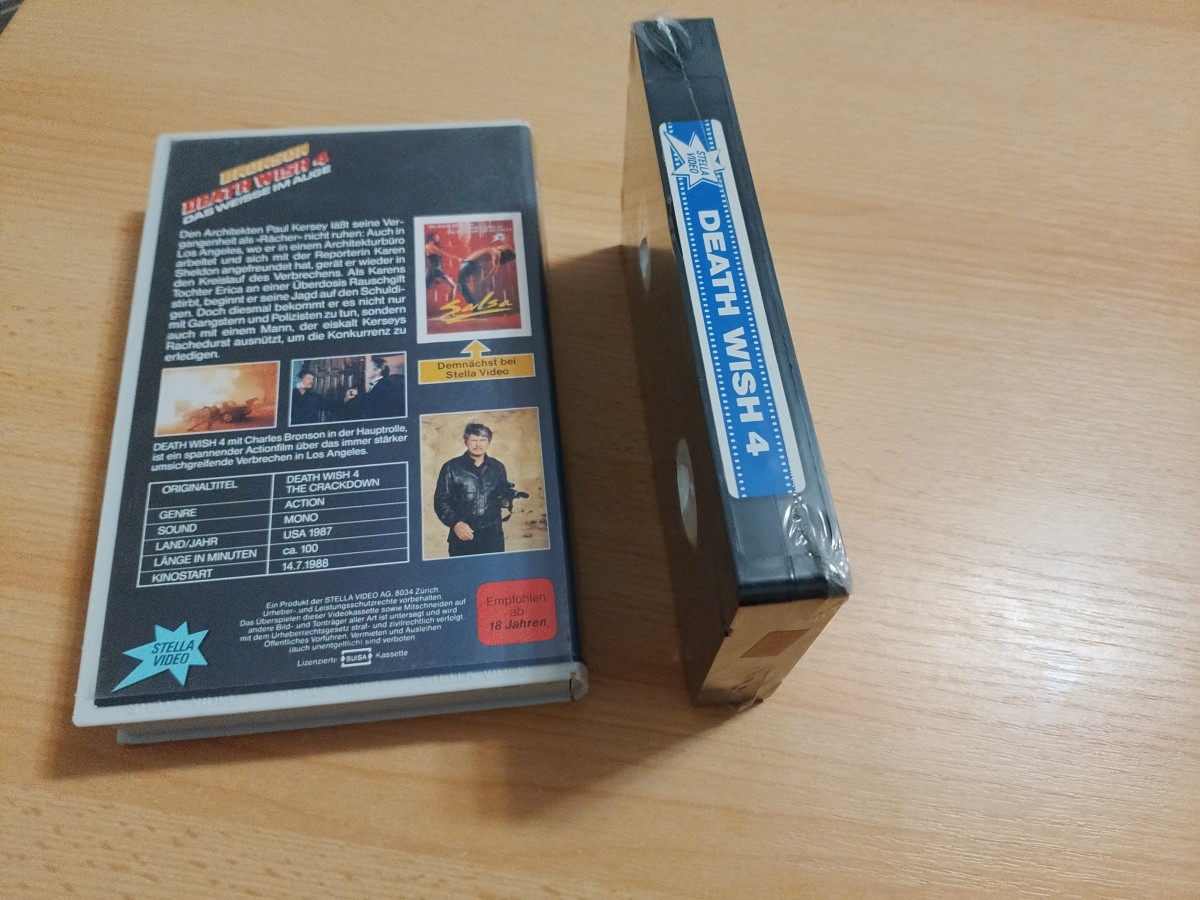 BRONSON
DEATH WISH 4
DAS WEISSE IM AUGE
Den Architekten Paul Kersey läßt seine Ver-
gangenheit als «Rächer» nicht ruhen: Auch in
Los Angeles, wo er in einem Architekturbüro
arbeitet und sich mit der Reporterin Karen
Sheldon angefreundet hat, gerät er wieder in
den Kreislauf des Verbrechens. Als Karens
Tochter Erica an einer Überdosis Rauschgift
stirbt, beginnt er seine Jagd auf den Schuldi-
gen. Doch diesmal bekommt er es nicht nur
mit Gangstern und Polizisten zu tun, sondern
auch mit einem Mann, der eiskalt Kerseys
Rachedurst ausnützt, um die Konkurrenz zu
erledigen.
Salsa
Demnächst bei
Stella Video
DEATH WISH 4 mit Charles Bronson in der Hauptrolle,
ist ein spannender Actionfilm über das immer stärker
umsichgreifende Verbrechen in Los Angeles.
ORIGINALTITEL DEATH WISH 4
THE CRACKDOWN
GENRE ACTION
SOUND MONO
LAND/JAHR USA 1987
LÄNGE IN MINUTEN ca. 100
KINOSTART 14.7.1988
Ein Produkt der STELLA VIDEO AG, 8034 Zürich.
Urheber- und Leistungsschutzrechte vorbehalten.
Das Überspielen dieser Videokassette sowie Mitschneiden auf
andere Bild- und Tonträger aller Art ist untersagt und wird
mit dem Urheberrechtsgesetz straf- und zivilrechtlich verfolgt.
Öffentliches Vorführen, Vermieten und Ausleihen
(auch unentgeltlich) sind verboten.
Lizenzierte SUISA Kassette
Empfohlen
ab
18 Jahren
STELLA
VIDEO
STELLA
VIDEO
DEATH WISH 4